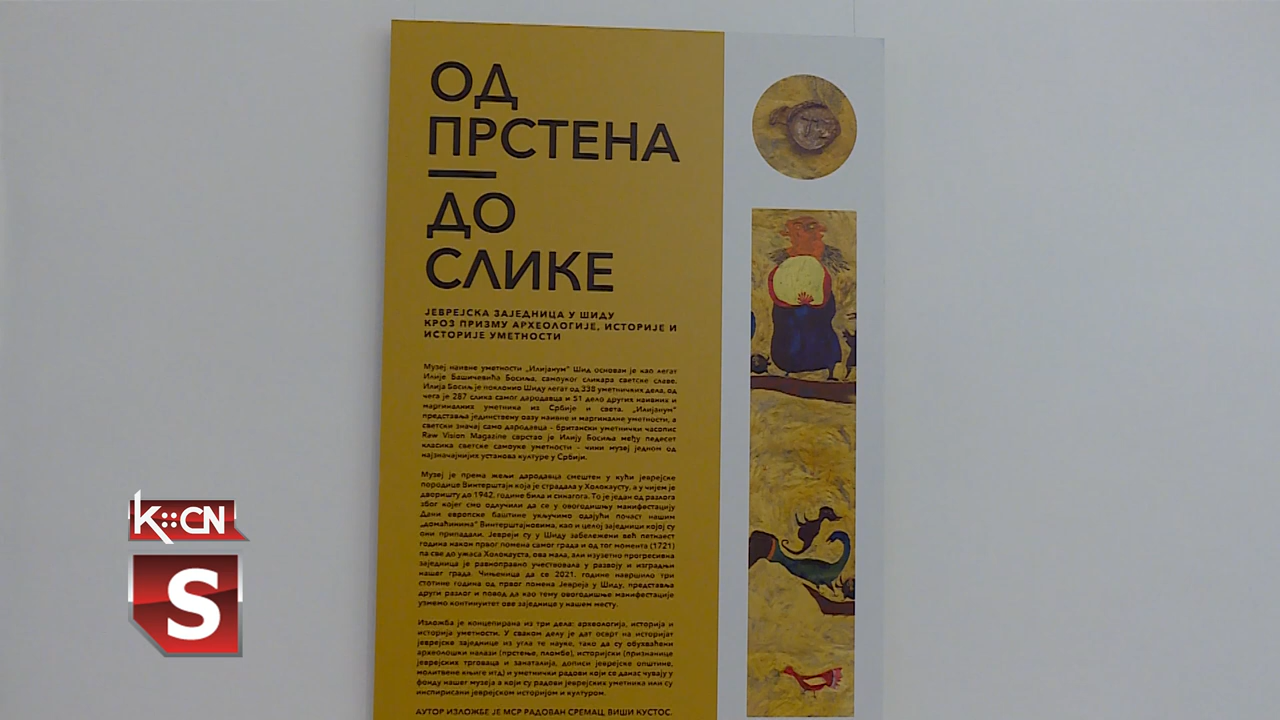 ОД
ПРСТЕНА
—
ДО
СЛИКЕ
ЈЕВРЕЈСКА ЗАЈЕДНИЦА У ШИДУ
КРОЗ ПРИЗМУ АРХЕОЛОГИЈЕ, ИСТОРИЈЕ И
ИСТОРИЈЕ УМЕТНОСТИ
Музеј наивне уметности „Илијанум“ Шид основан је као легат
Илије Башичевића Босиља, самоуког сликара светске славе.
Илија Босиљ је поклонио Шиду легат од 338 уметничких дела, од
чега је 287 слика самог дародавца и 51 дело других наивних и
маргиналних уметника из Србије и света. „Илијанум“
представља јединствену оазу наивне и маргиналне уметности, а
светски значај само дародавца - британски уметнички часопис
Raw Vision Magazine сврстао је Илију Босиља међу педесет
класика светске самоуке уметности - чини музеј једном од
најзначајнијих установа културе у Србији.
Музеј је према жељи дародавца смештен у кући јеврејске
породице Винтерштајн која је страдала у Холокаусту, а у чијем је
дворишту до 1942. године била и синагога. То је један од разлога
због којег смо одлучили да се у овогодишњу манифестацију
Дани европске баштине укључимо одајући почаст нашим
„домаћинима“ Винтерштајновима, као и целој заједници којој су
они припадали. Јевреји су у Шиду забележени већ петнаест
година након првог помена самог града и од тог момента (1721)
па све до ужаса Холокауста, ова мала, али изузетно прогресивна
заједница је равноправно учествовала у развоју и изградњи
нашег града. Чињеница да се 2021. године навршило три
стотине година од првог помена Јевреја у Шиду, представља
други разлог и повод да као тему овогодишње манифестације
узмемо континуитет ове заједнице у нашем месту.
Изложба је конципирана из три дела: археологија, историја и
историја уметности. У сваком делу је дат осврт на историјат
јеврејске заједнице из угла те науке, тако да су обухваћени
археолошки налази (прстење, пломбе), историјски (признанице
јеврејских трговаца и занаталија, дописи јеврејске општине,
молитвене књиге итд) и уметнички радови који се данас чувају у
фонду нашег музеја а који су радови јеврејских уметника или су
инспирисани јеврејском историјом и културом.
АУТОР ИЗЛОЖБЕ ЈЕ МСР РАДОВАН СРЕМАЦ, ВИШИ КУСТОС.
K::CN
S